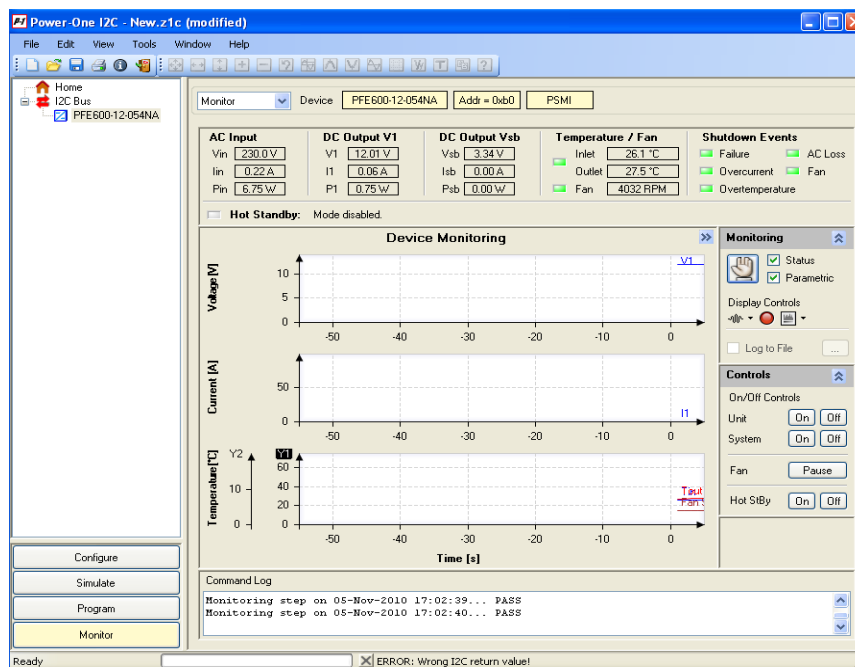 Power-One I2C - New.z1c (modified)
File Edit View Tools Window Help
Home
I2C Bus
PFE600-12-054NA
Monitor Device PFE600-12-054NA Addr = 0xb0 PSMI
AC Input DC Output V1 DC Output Vsb Temperature / Fan Shutdown Events
Vin 230.0 V V1 12.01 V Vsb 3.34 V Inlet 26.1 °C Failure AC Loss
Iin 0.22 A I1 0.06 A Isb 0.00 A Outlet 27.5 °C Overcurrent Fan
Pin 6.75 W P1 0.75 W Psb 0.00 W Fan 4032 RPM Overtemperature
Hot Standby: Mode disabled.
Device Monitoring
Voltage [V]
10
5
0
V1
-50 -40 -30 -20 -10 0
Current [A]
50
0
I1
-50 -40 -30 -20 -10 0
Temperature[°C]
Y2 Y1
60
10 40
20
0 0
-50 -40 -30 -20 -10 0
Time [s]
Monitoring
Status
Parametric
Display Controls
Log to File ...
Controls
On/Off Controls
Unit On Off
System On Off
Fan Pause
Hot StBy On Off
Configure
Simulate
Program
Monitor
Command Log
Monitoring step on 05-Nov-2010 17:02:39... PASS
Monitoring step on 05-Nov-2010 17:02:40... PASS
Ready ERROR: Wrong I2C return value!